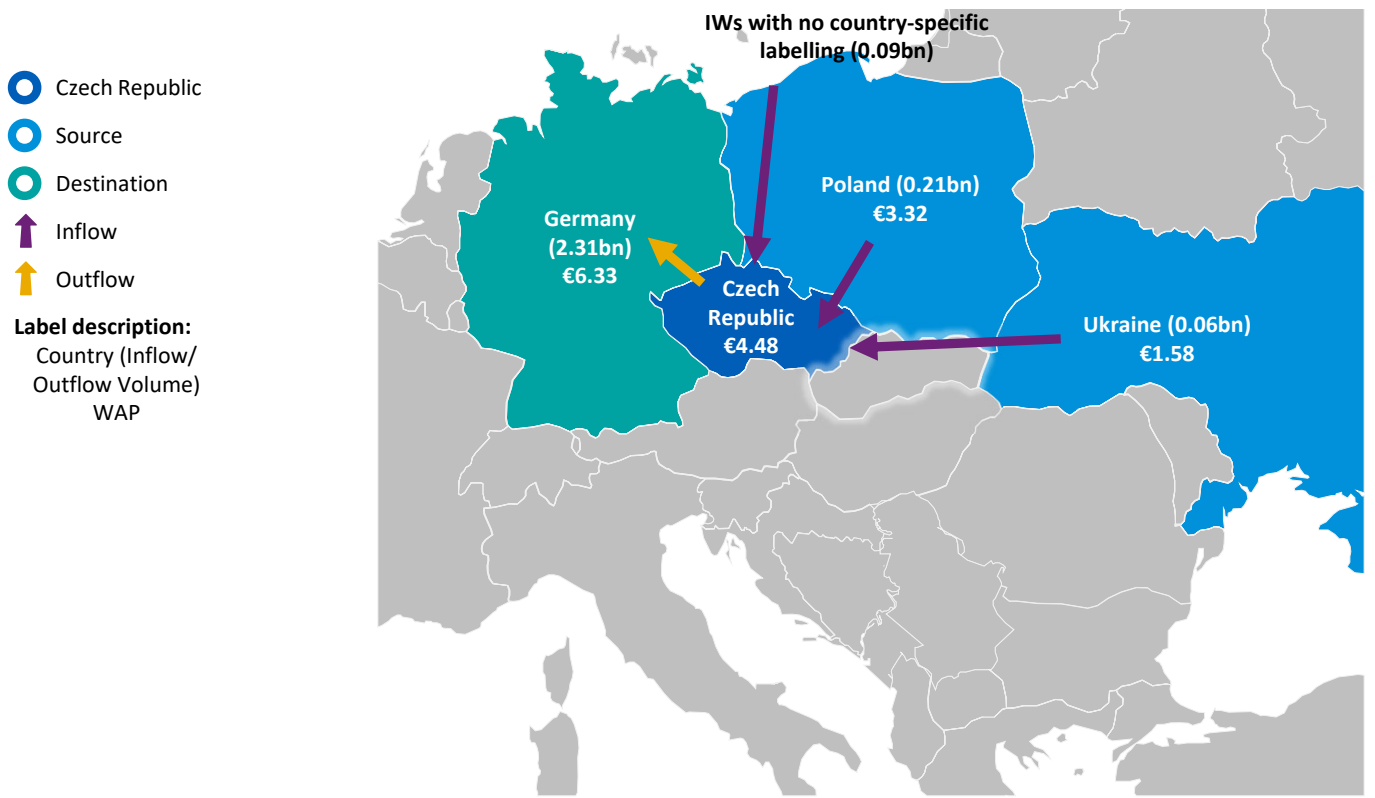 IWs with no country-specific
labelling (0.09bn)
Czech Republic
Source
Destination
Inflow
Outflow
Label description:
Country (Inflow/
Outflow Volume)
WAP
Germany
(2.31bn)
€6.33
Poland (0.21bn)
€3.32
Czech
Republic
€4.48
Ukraine (0.06bn)
€1.58